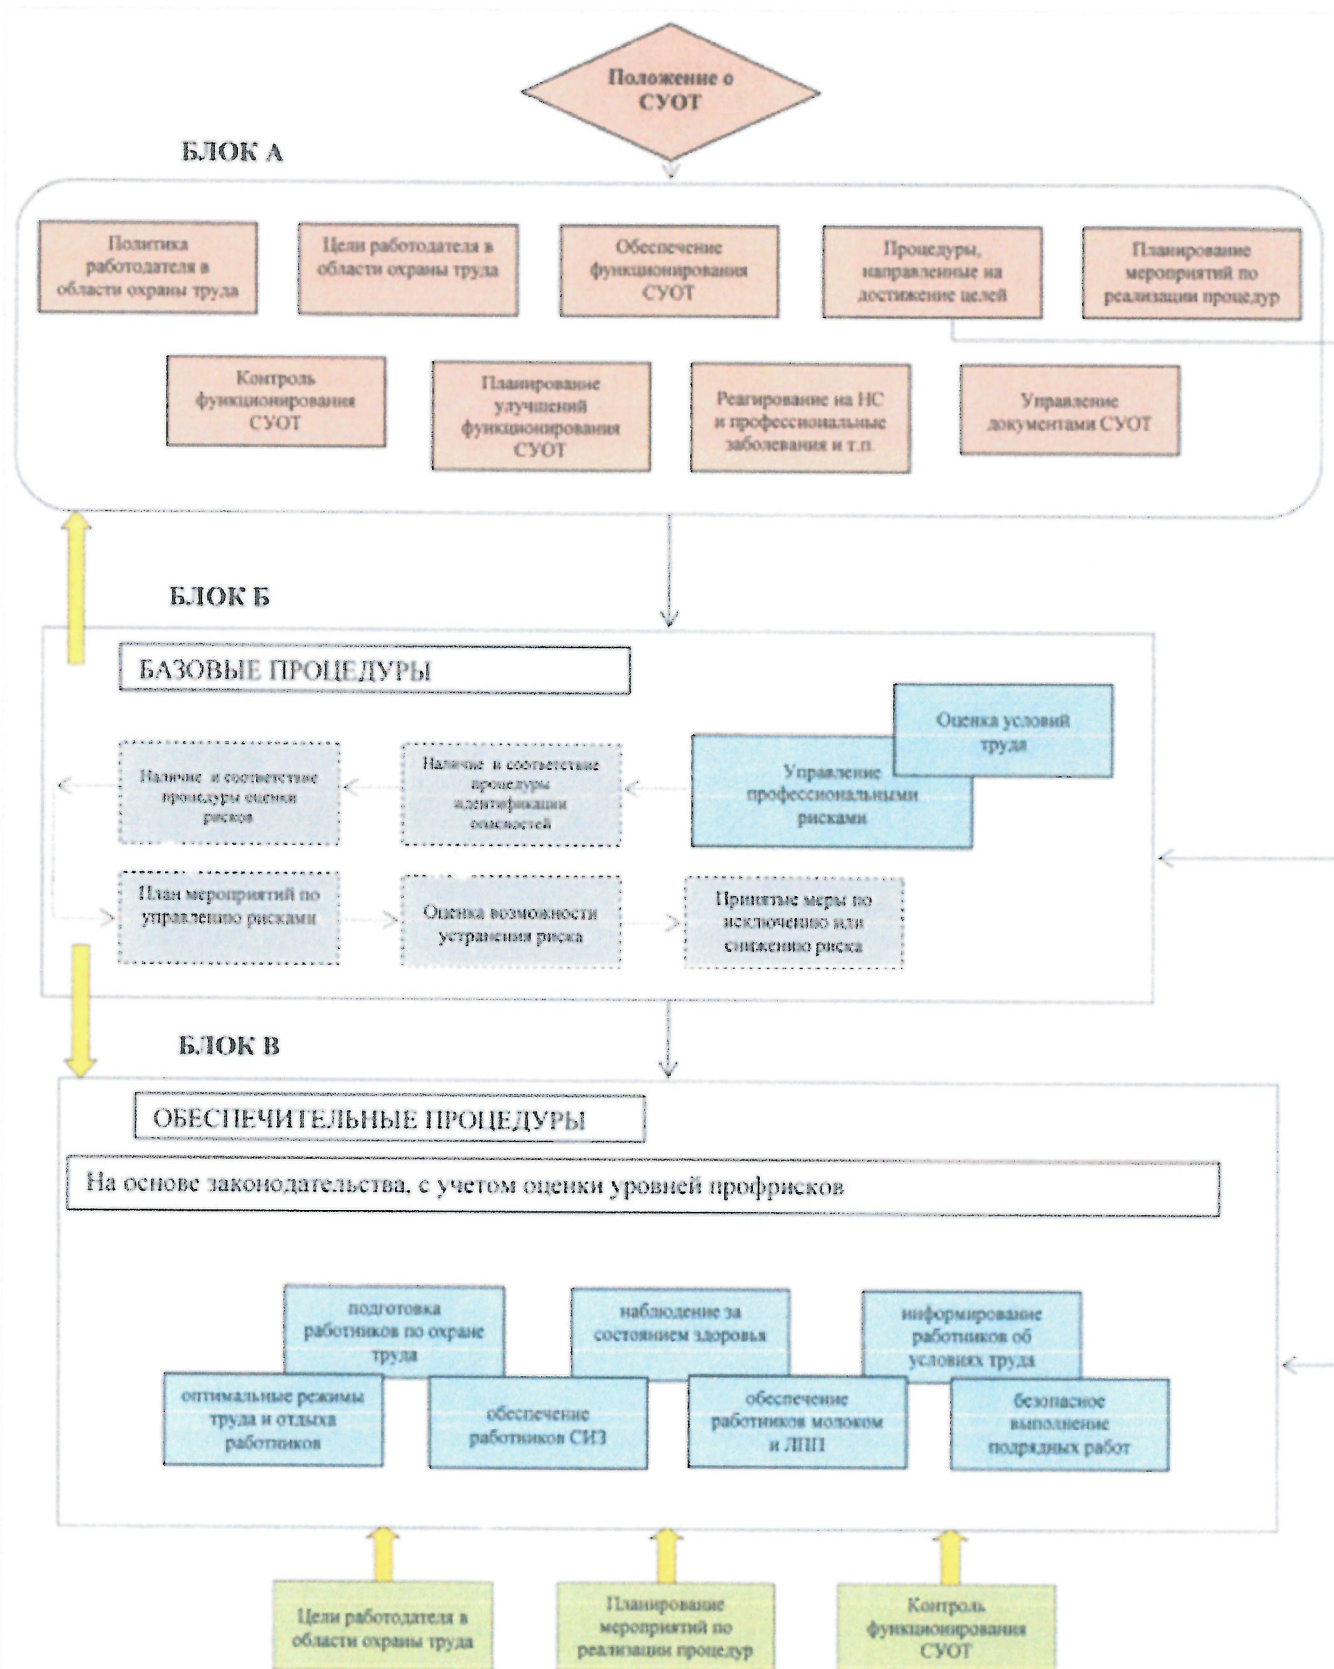 Положение о
СУОТ
БЛОК А
Политика
работодателя в
области охраны труда
Цели работодателя в
области охраны труда
Обеспечение
функционирования
СУОТ
Процедуры,
направленные на
достижение целей
Планирование
мероприятий по
реализации процедур
Контроль
функционирования
СУОТ
Планирование
улучшений
функционирования
СУОТ
Реагирование на НС
и профессиональные
заболевания и т.п.
Управление
документами СУОТ
БЛОК Б
БАЗОВЫЕ ПРОЦЕДУРЫ
Оценка условий
труда
Управление
профессиональными
рисками
Наличие и соответствие
процедуры
идентификации
опасностей
Наличие и соответствие
процедуры оценки
рисков
План мероприятий по
управлению рисками
Оценка возможности
устранения риска
Принятые меры по
исключению или
снижению риска
БЛОК В
ОБЕСПЕЧИТЕЛЬНЫЕ ПРОЦЕДУРЫ
На основе законодательства, с учетом оценки уровней профрисков
подготовка
работников по охране
труда
наблюдение за
состоянием здоровья
информирование
работников об
условиях труда
оптимальные режимы
труда и отдыха
работников
обеспечение
работников СИЗ
обеспечение
работников молоком
и ЛПП
безопасное
выполнение
подрядных работ
Цели работодателя в
области охраны труда
Планирование
мероприятий по
реализации процедур
Контроль
функционирования
СУОТ